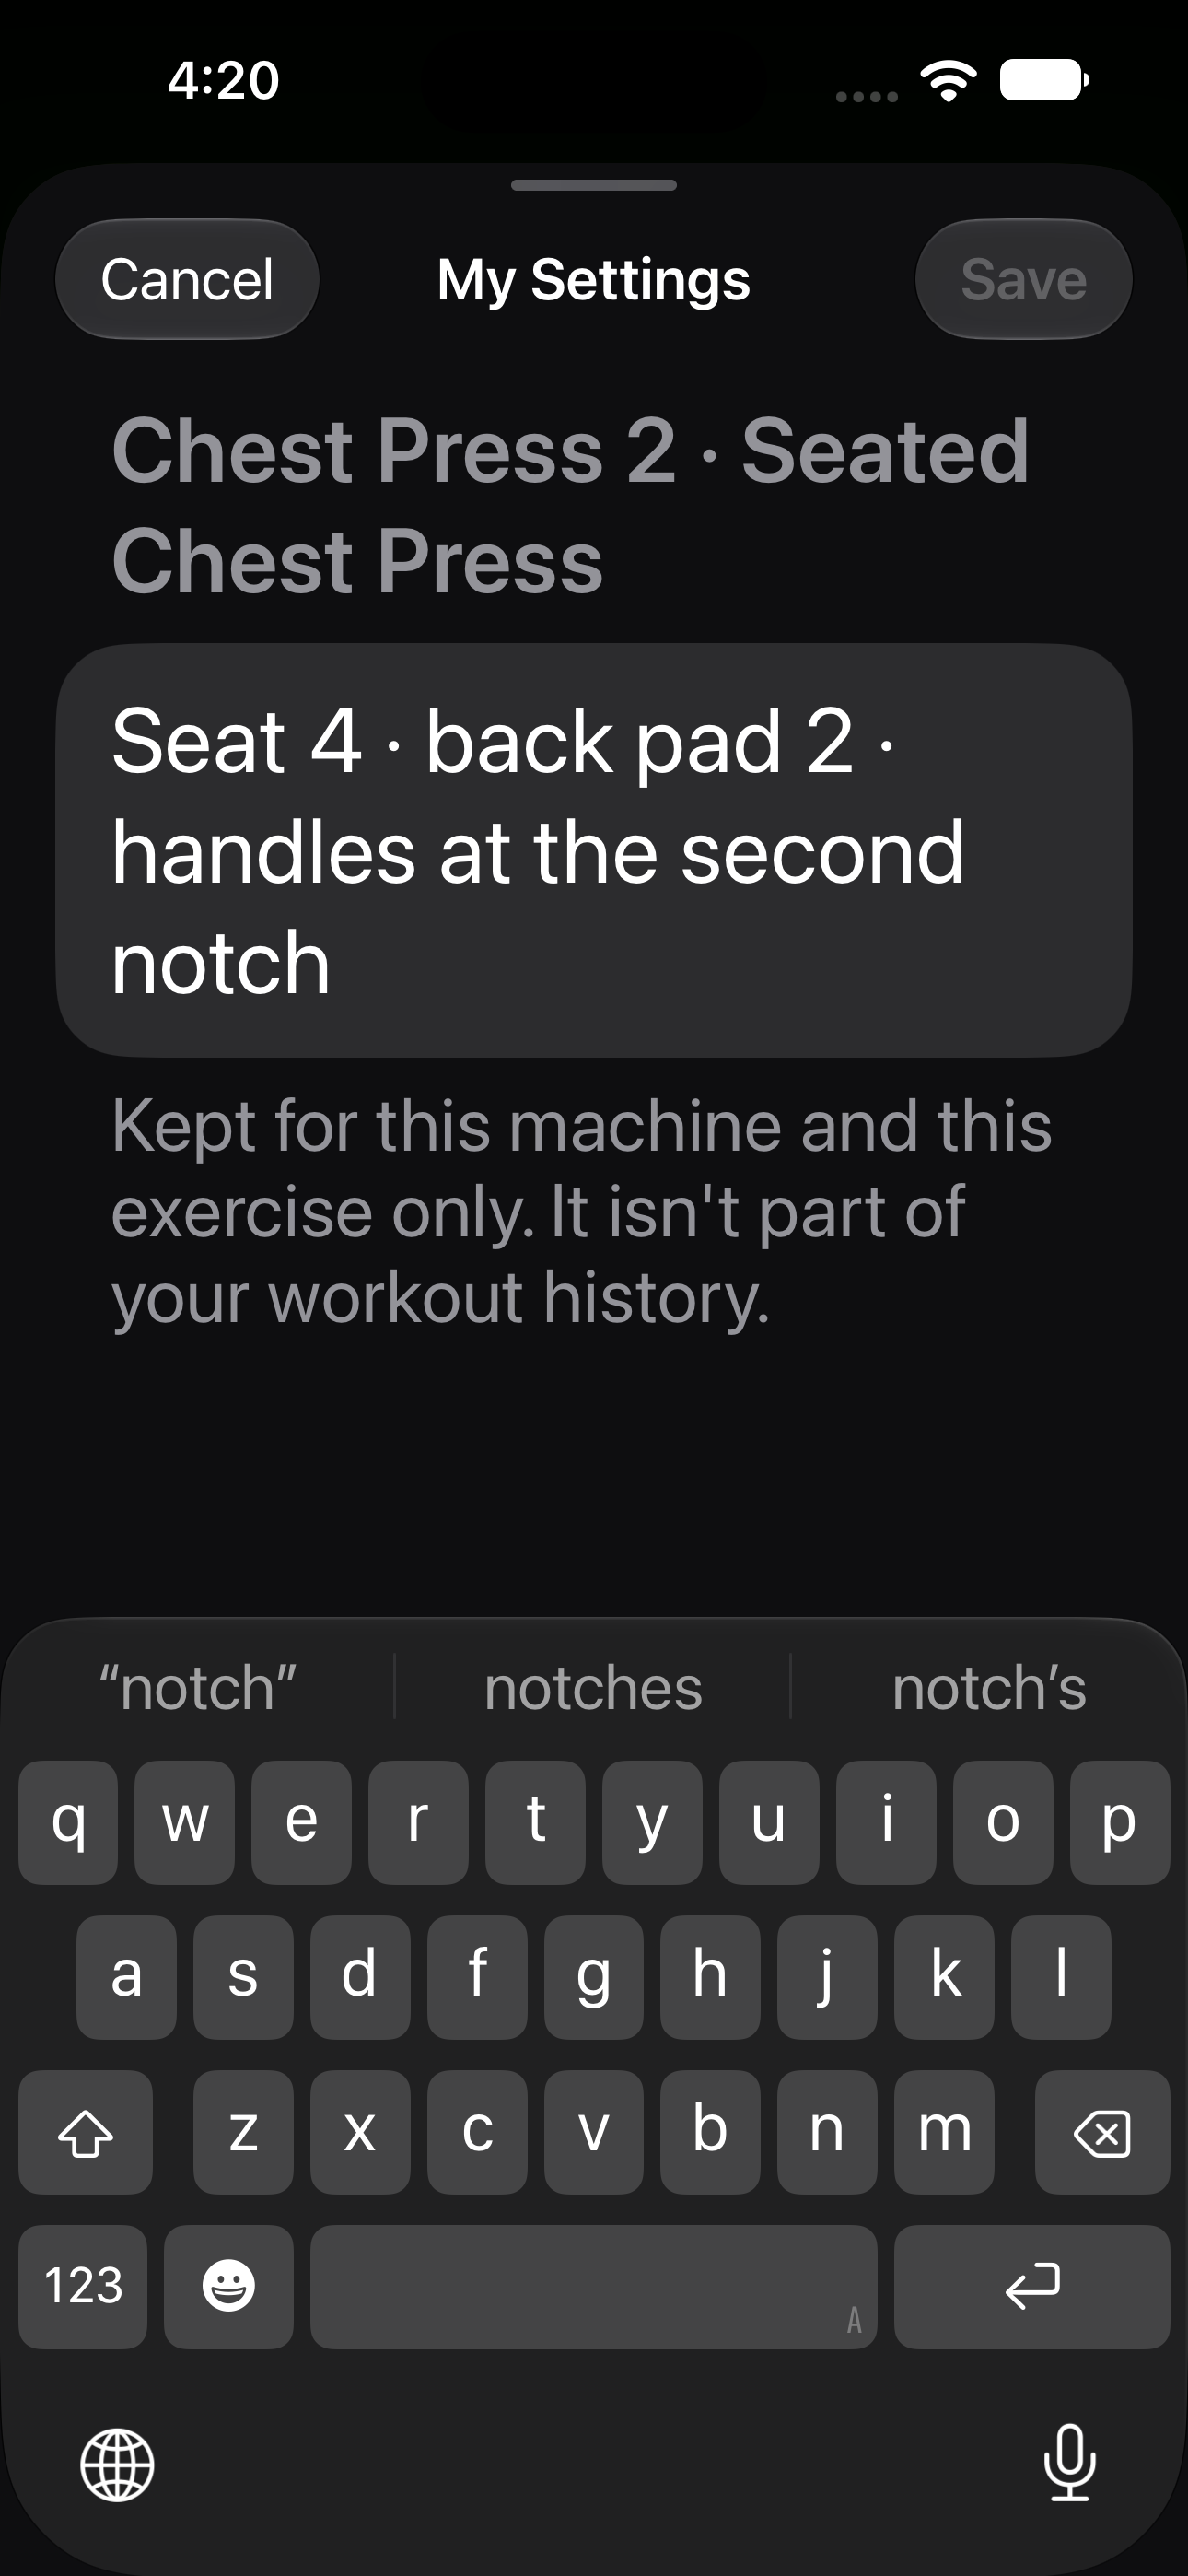 4:20
Cancel My Settings Save
Chest Press 2 · Seated
Chest Press
Seat 4 · back pad 2 ·
handles at the second
notch
Kept for this machine and this
exercise only. It isn't part of
your workout history.
“notch” notches notch’s
q w e r t y u i o p
a s d f g h j k l
z x c v b n m
123
A